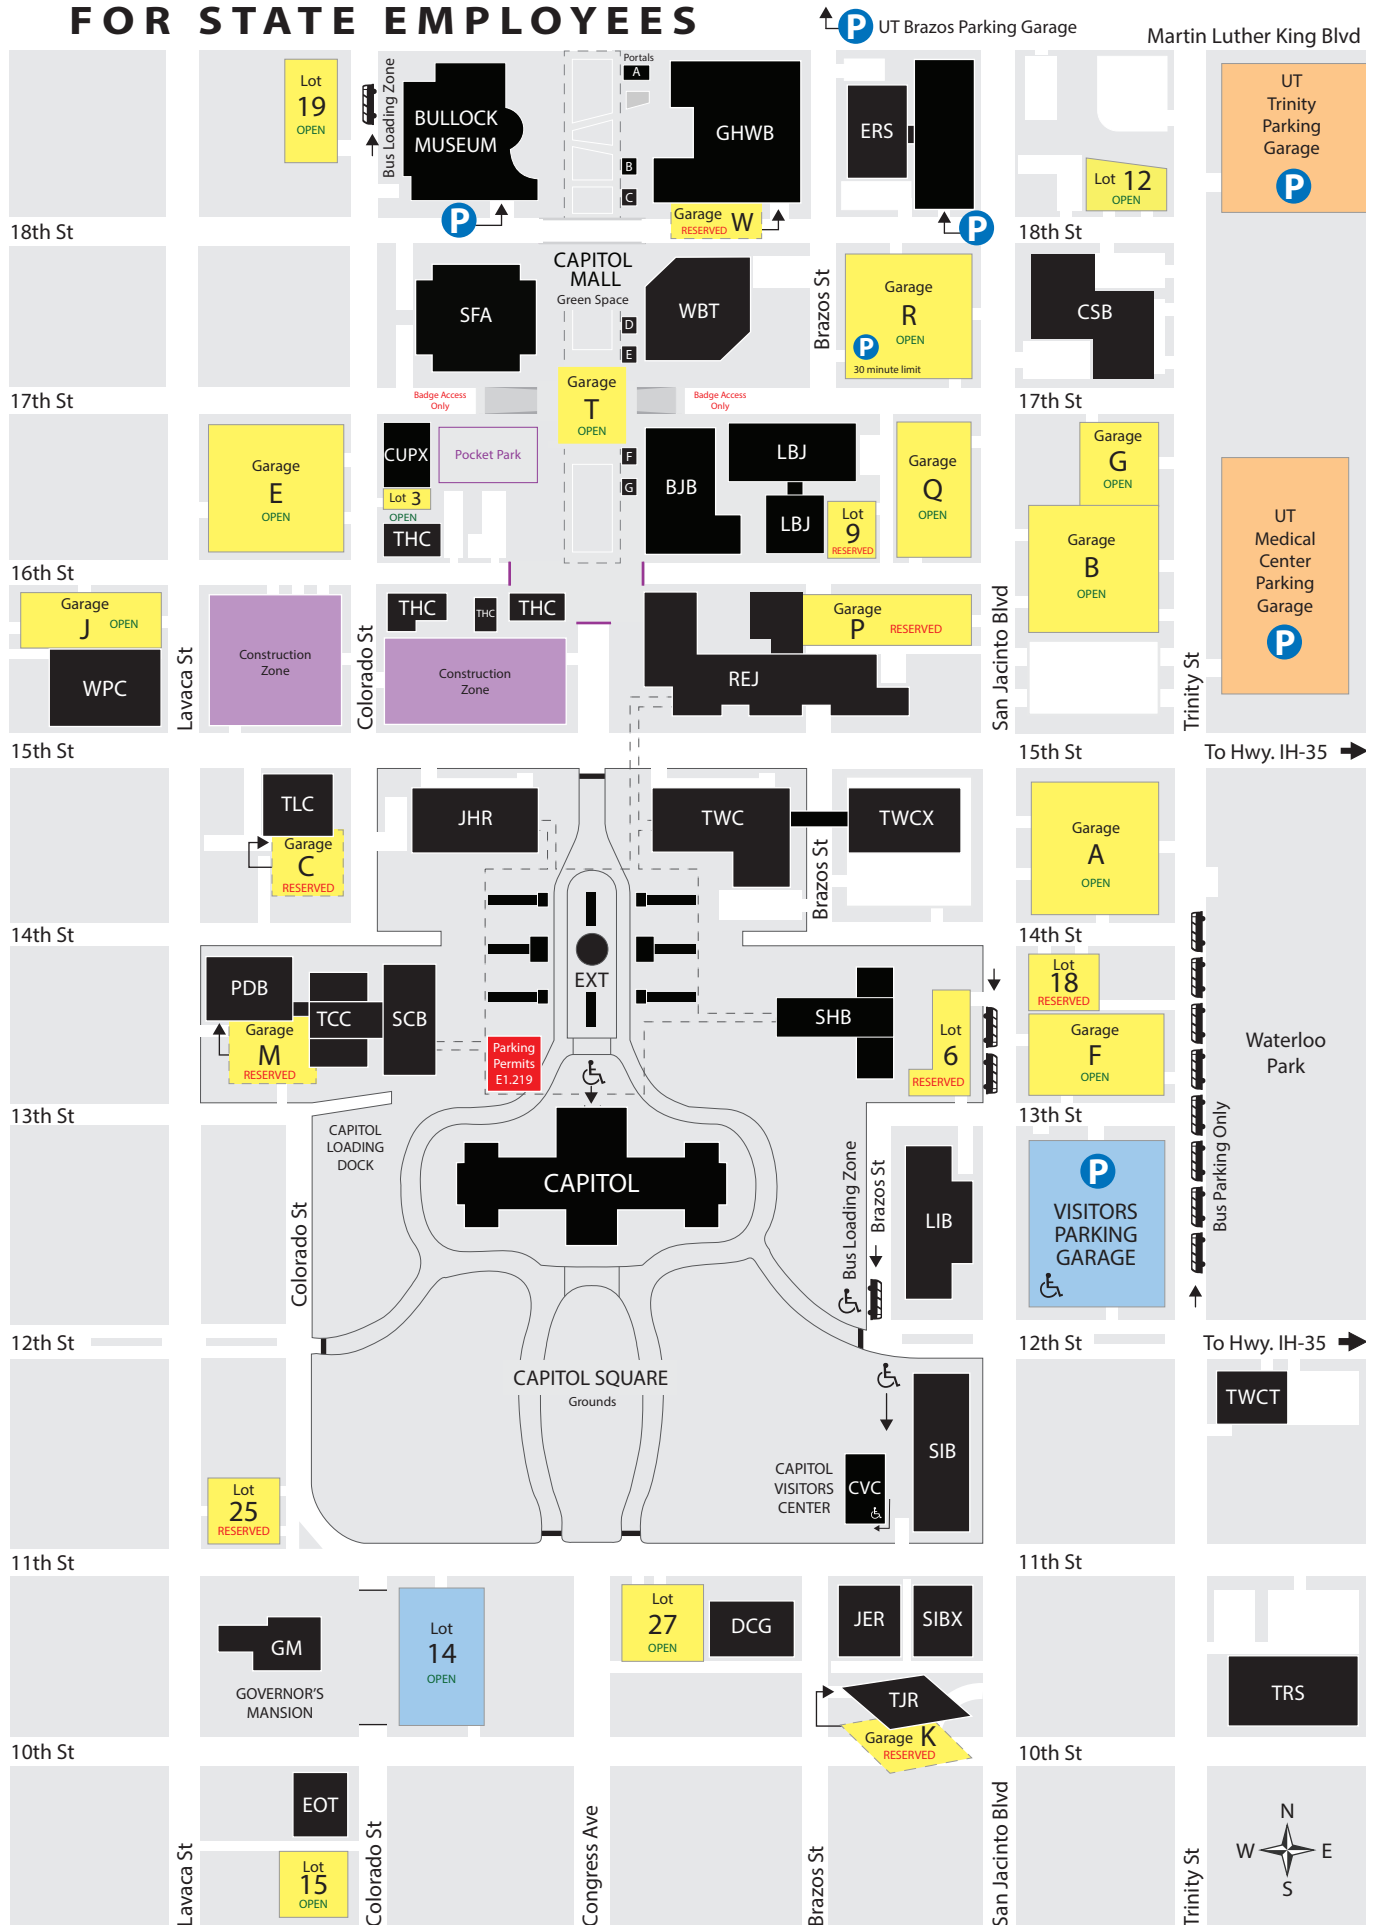 FOR STATE EMPLOYEES
P UT Brazos Parking Garage
Martin Luther King Blvd
Lot
19
OPEN
Bus Loading Zone
BULLOCK
MUSEUM
P
Portals
A
B
C
GHWB
Garage W
RESERVED
ERS
P
Lot 12
OPEN
UT
Trinity
Parking
Garage
P
18th St
18th St
SFA
CAPITOL
MALL
Green Space
D
E
WBT
Brazos St
Garage
R
OPEN
P
30 minute limit
CSB
17th St
Badge Access
Only
Garage
T
OPEN
Badge Access
Only
17th St
Garage
E
OPEN
CUPX
Lot 3
OPEN
THC
Pocket Park
F
G
BJB
LBJ
LBJ
Lot
9
RESERVED
Garage
Q
OPEN
Garage
G
OPEN
Garage
B
OPEN
UT
Medical
Center
Parking
Garage
P
16th St
Garage
J OPEN
WPC
Lavaca St
Construction
Zone
Colorado St
THC
THC
THC
Construction
Zone
REJ
Garage
P RESERVED
San Jacinto Blvd
Trinity St
15th St
15th St
To Hwy. IH-35
TLC
Garage
C
RESERVED
JHR
TWC
Brazos St
TWCX
Garage
A
OPEN
14th St
14th St
PDB
Garage
M
RESERVED
TCC
SCB
EXT
Parking
Permits
E1.219
SHB
Lot
6
RESERVED
Lot
18
RESERVED
Garage
F
OPEN
Waterloo
Park
13th St
13th St
CAPITOL
LOADING
DOCK
CAPITOL
Colorado St
Bus Loading Zone
Brazos St
LIB
P
VISITORS
PARKING
GARAGE
Bus Parking Only
12th St
12th St
To Hwy. IH-35
CAPITOL SQUARE
Grounds
TWCT
Lot
25
RESERVED
CAPITOL
VISITORS
CENTER
CVC
SIB
11th St
11th St
GM
GOVERNOR'S
MANSION
Lot
14
OPEN
Lot
27
OPEN
DCG
JER
SIBX
TJR
Garage K
RESERVED
TRS
10th St
10th St
EOT
Lot
15
OPEN
Lavaca St
Colorado St
Congress Ave
Brazos St
San Jacinto Blvd
Trinity St
N
W E
S